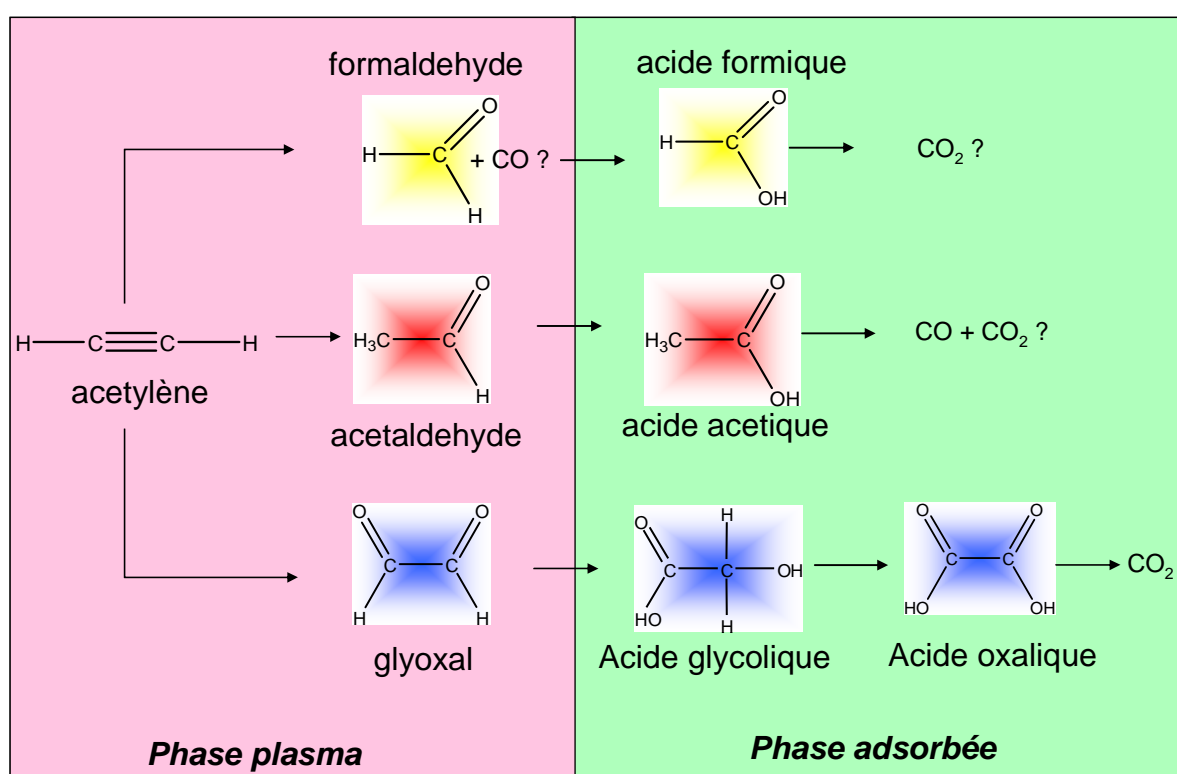 formaldehyde
acide formique
O
H C + CO ?
H
O
H C
OH
CO2 ?
H C C H
acetylène
O
H3C C
H
acetaldehyde
O
H3C C
OH
acide acetique
CO + CO2 ?
O O
C C
H H
glyoxal
O H
C C OH
HO H
Acide glycolique
O O
C C
HO OH
Acide oxalique
CO2
Phase plasma
Phase adsorbée